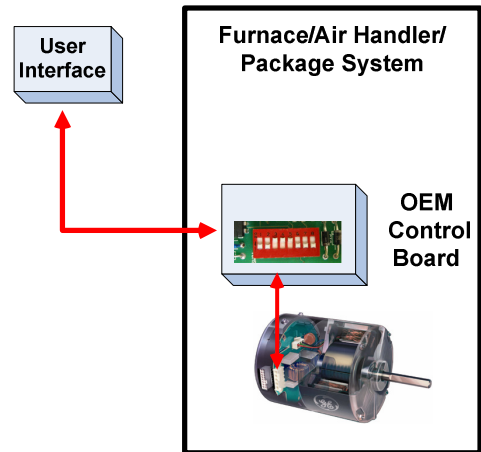 User
Interface
Furnace/Air Handler/
Package System
OEM
Control
Board